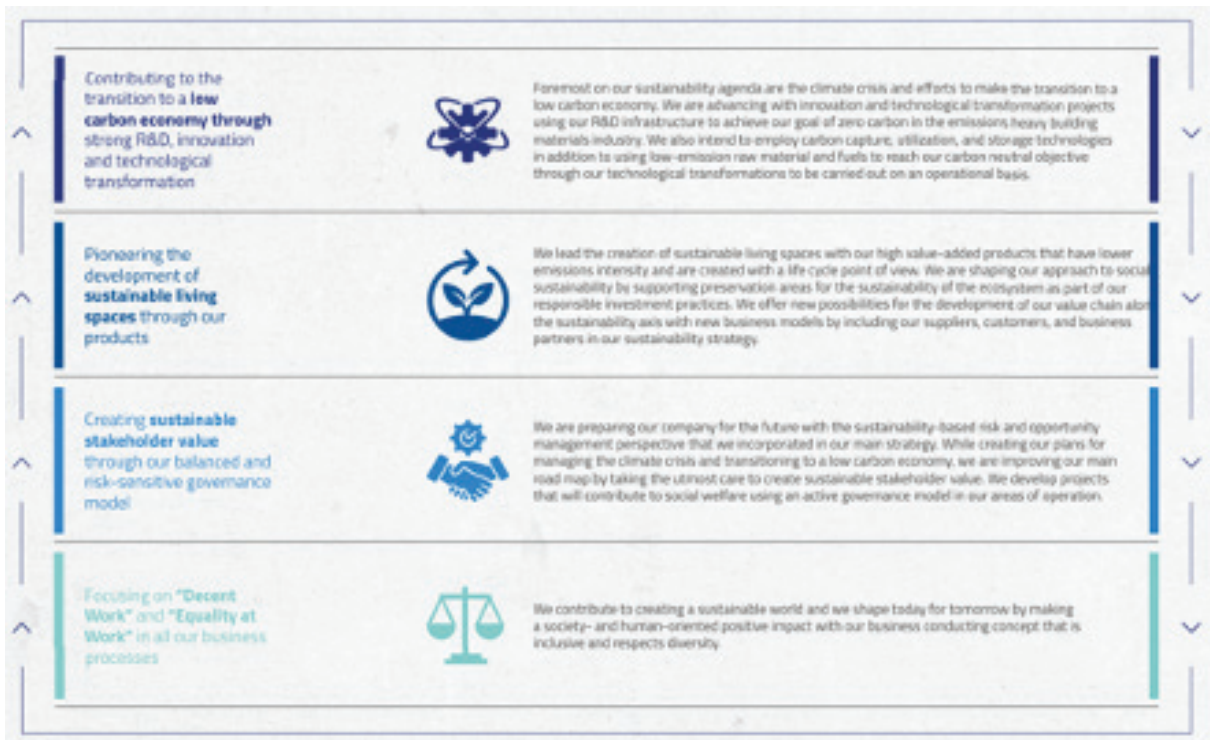 Contributing to the
transition to a low
carbon economy through
strong R&D, innovation
and technological
transformation
Foremost on our sustainability agenda are the climate crisis and efforts to make the transition to a
low carbon economy. We are advancing with innovation and technological transformation projects
using our R&D infrastructure to achieve our goal of zero carbon in the emissions heavy building
materials industry. We also intend to employ carbon capture, utilization, and storage technologies
in addition to using low-emission raw material and fuels to reach our carbon neutral objective
through our technological transformations to be carried out on an operational basis.
Pioneering the
development of
sustainable living
spaces through our
products
We lead the creation of sustainable living spaces with our high value-added products that have lower
emissions intensity and are created with a life cycle point of view. We are shaping our approach to social
sustainability by supporting preservation areas for the sustainability of the ecosystem as part of our
responsible investment practices. We offer new possibilities for the development of our value chain alon
the sustainability axis with new business models by including our suppliers, customers, and business
partners in our sustainability strategy.
Creating sustainable
stakeholder value
through our balanced and
risk-sensitive governance
model
We are preparing our company for the future with the sustainability-based risk and opportunity
management perspective that we incorporated in our main strategy. While creating our plans for
managing the climate crisis and transitioning to a low carbon economy, we are improving our main
road map by taking the utmost care to create sustainable stakeholder value. We develop projects
that will contribute to social welfare using an active governance model in our areas of operation.
Focusing on "Decent
Work" and "Equality at
Work" in all our business
processes
We contribute to creating a sustainable world and we shape today for tomorrow by making
a society- and human-oriented positive impact with our business conducting concept that is
inclusive and respects diversity.